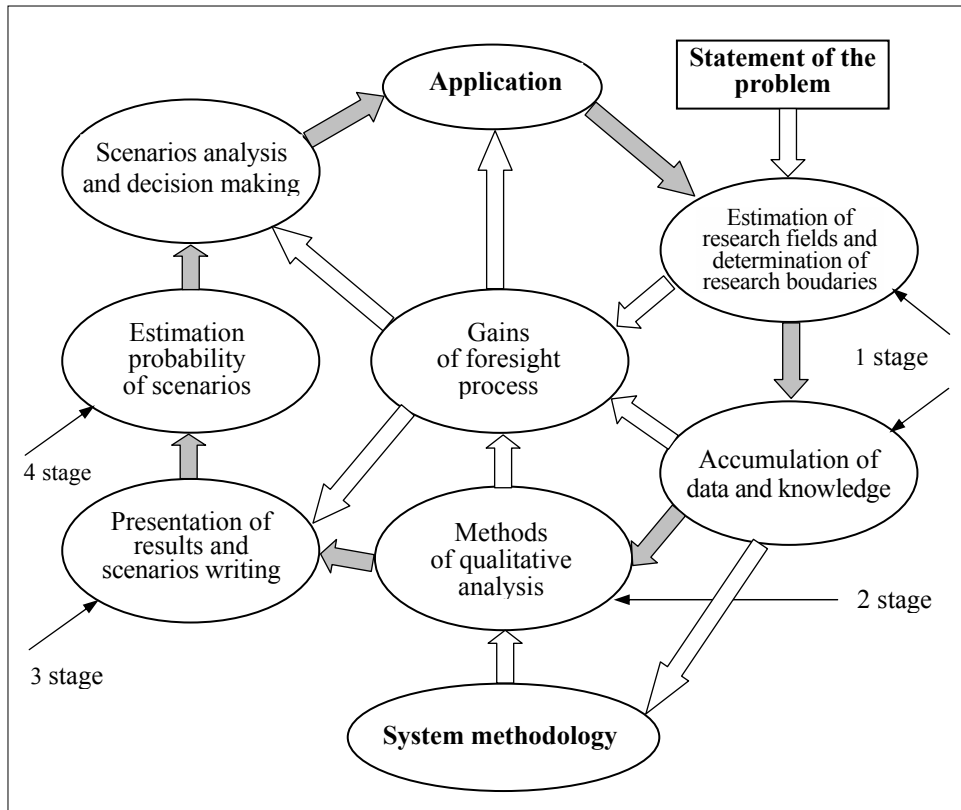 Application
Statement of the
problem
Scenarios analysis
and decision making
Estimation of
research fields and
determination of
research boudaries
Estimation
probability
of scenarios
Gains
of foresight
process
1 stage
4 stage
Accumulation of
data and knowledge
Presentation of
results and
scenarios writing
Methods
of qualitative
analysis
2 stage
3 stage
System methodology